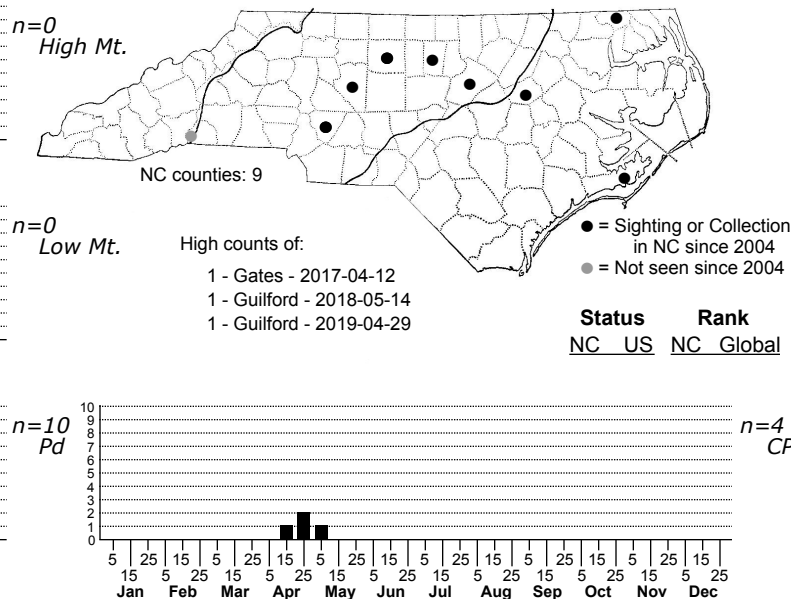 n=0
High Mt.
NC counties: 9
n=0
Low Mt.
High counts of:
1 - Gates - 2017-04-12
1 - Guilford - 2018-05-14
1 - Guilford - 2019-04-29
= Sighting or Collection
in NC since 2004
= Not seen since 2004
Status Rank
NC US NC Global
n=10
Pd
10
9
8
7
6
5
4
3
2
1
0
n=4
CP
5 25 15 5 25 15 5 25 15 5 25 15 5 25 15 5 25 15
15 5 25 15 5 25 15 5 25 15 5 25 15 5 25 15 5 25
Jan Feb Mar Apr May Jun Jul Aug Sep Oct Nov Dec